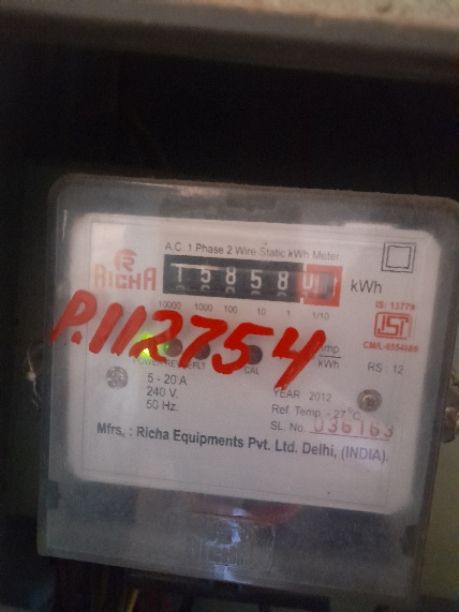 A.C. 1 Phase 2 Wire Static kWh Meter
RICHA
15858
kWh
10000 1000 100 10 1 1/10
IS: 13779
ISI
P.112754
CAL
kWh
RS: 12
5 - 20 A
240 V.
50 Hz.
YEAR 2012
Ref. Temp. - 27°C
SL. No. 036163
Mfrs. : Richa Equipments Pvt. Ltd. Delhi, (INDIA).